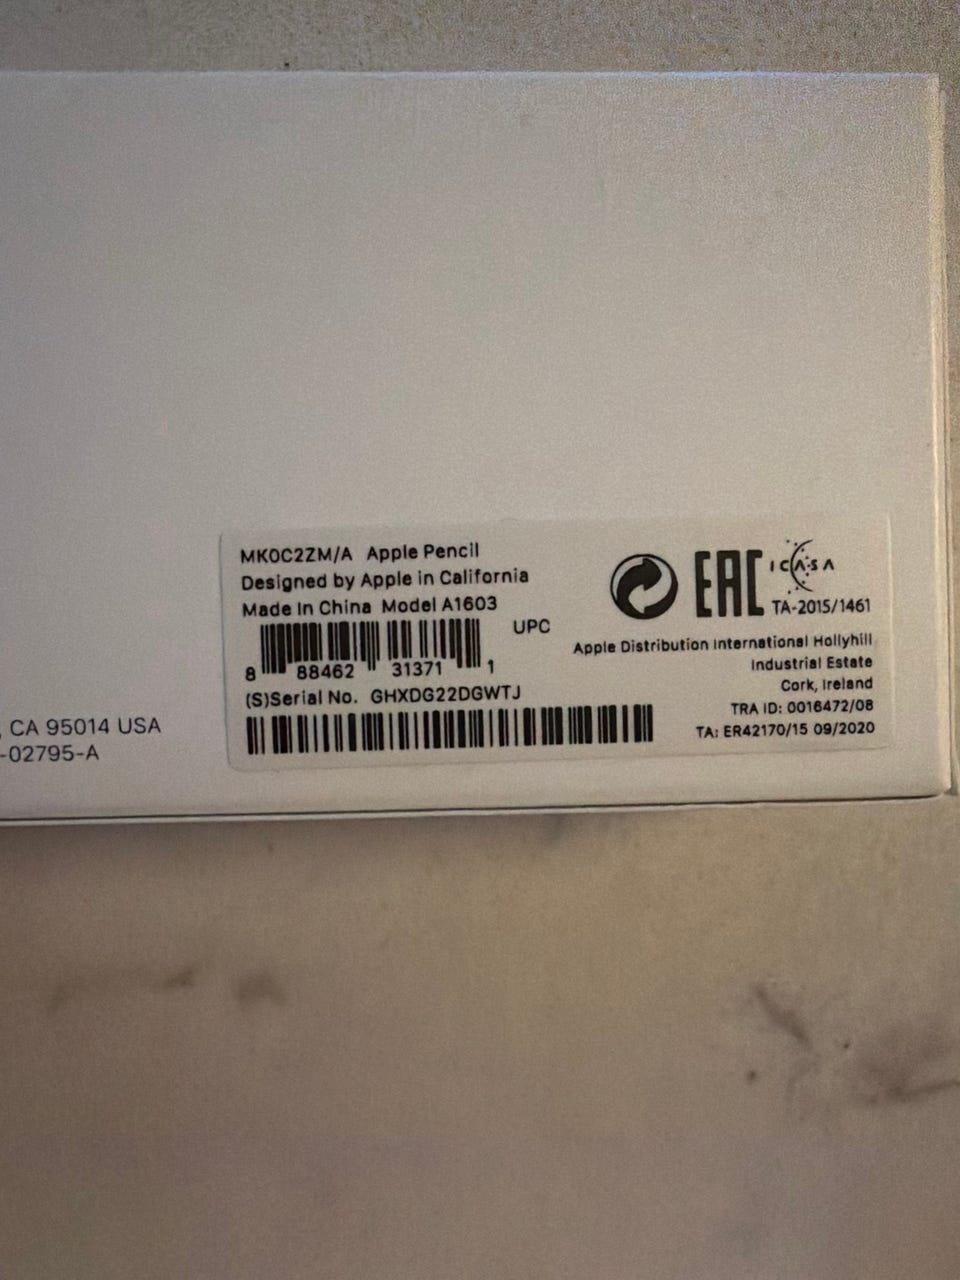 MK0C2ZM/A Apple Pencil
Designed by Apple in California
Made in China Model A1603
UPC
8 88462 31371 1
(S)Serial No. GHXDG22DGWTJ
EAC
ICASA
TA-2015/1461
Apple Distribution International Hollyhill
Industrial Estate
Cork, Ireland
TRA ID: 0016472/08
TA: ER42170/15 09/2020
, CA 95014 USA
-02795-A